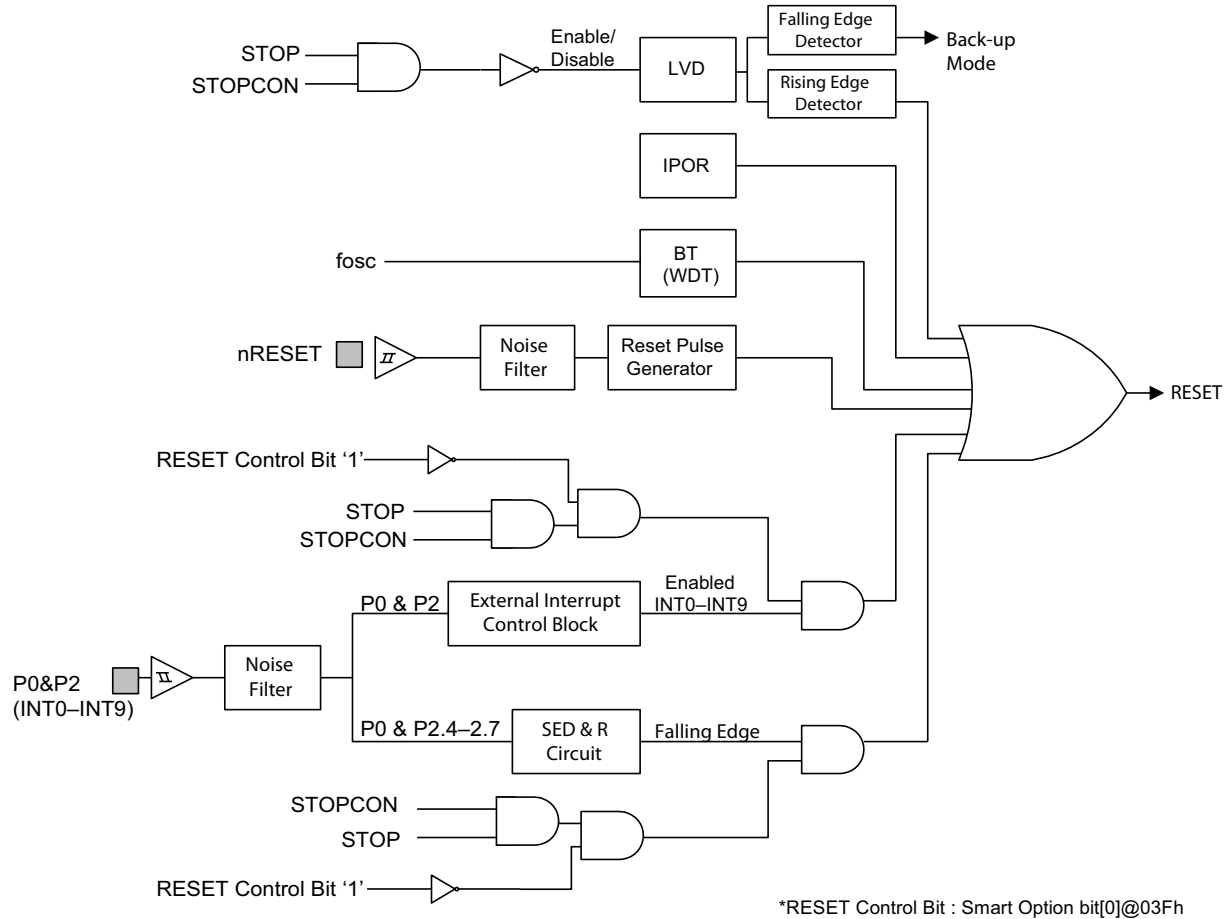 STOP
STOPCON
Enable/
Disable
LVD
Falling Edge
Detector
Back-up
Mode
Rising Edge
Detector
IPOR
fosc
BT
(WDT)
nRESET
Noise
Filter
Reset Pulse
Generator
RESET
RESET Control Bit ‘1’
STOP
STOPCON
P0 & P2
External Interrupt
Control Block
Enabled
INT0–INT9
P0&P2
(INT0–INT9)
Noise
Filter
P0 & P2.4–2.7
SED & R
Circuit
Falling Edge
STOPCON
STOP
RESET Control Bit ‘1’
*RESET Control Bit : Smart Option bit[0]@03Fh